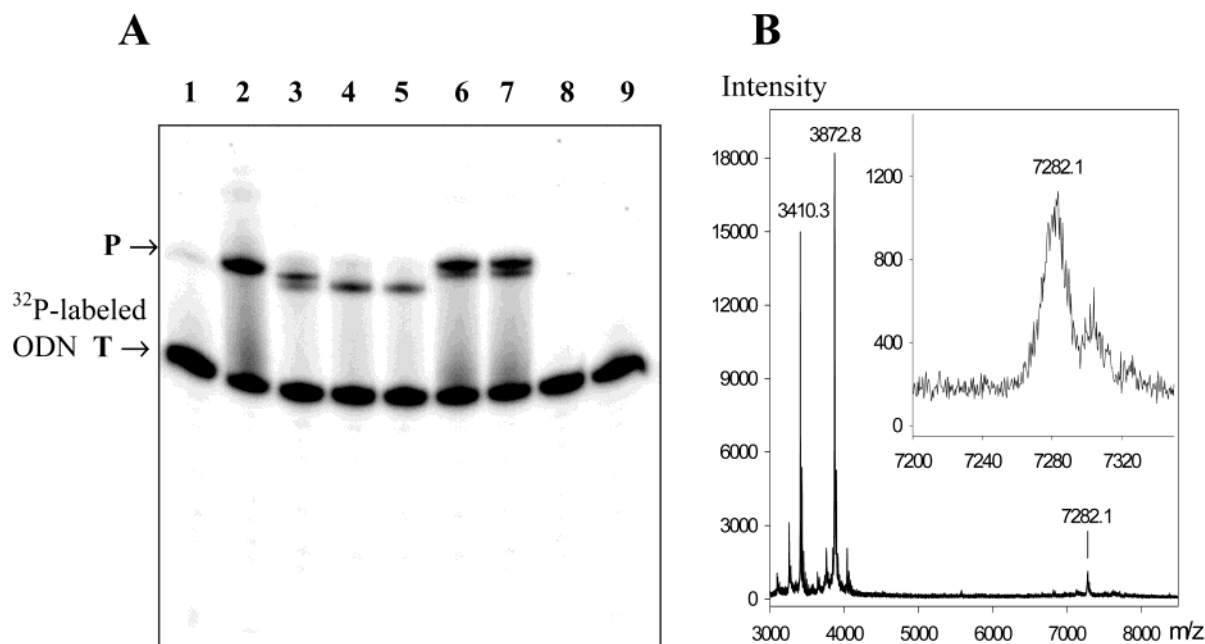 A
1 2 3 4 5 6 7 8 9
P →
³²P-labeled
ODN T →
B
Intensity
18000
15000
12000
9000
6000
3000
0
3872.8
3410.3
7282.1
1200
800
400
0
7282.1
7200 7240 7280 7320
3000 4000 5000 6000 7000 8000 m/z